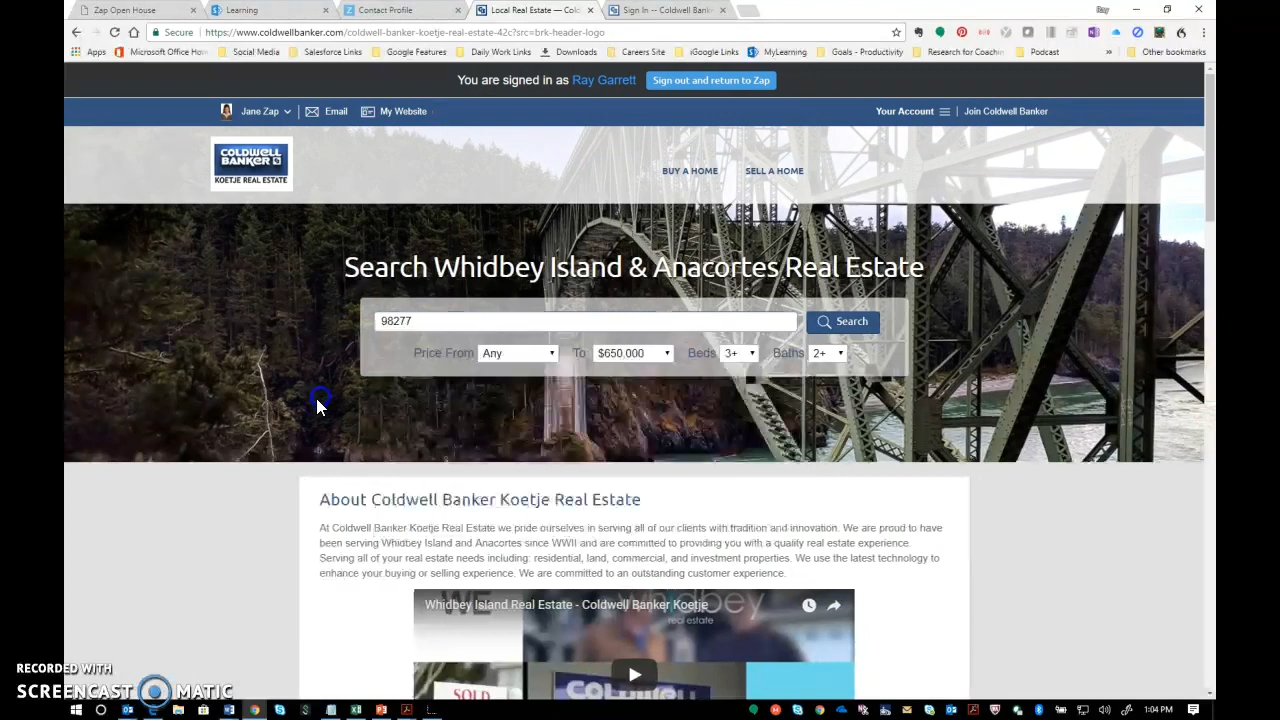 Zap Open House
Learning
Contact Profile
Local Real Estate — Cold
Sign In -- Coldwell Banke
Ray
Secure
https://www.coldwellbanker.com/coldwell-banker-koetje-real-estate-42c?src=brk-header-logo
Apps
Microsoft Office Hom
Social Media
Salesforce Links
Google Features
Daily Work Links
Downloads
Careers Site
iGoogle Links
MyLearning
Goals - Productivity
Research for Coachin
Podcast
»
Other bookmarks
You are signed in as Ray Garrett
Sign out and return to Zap
Jane Zap
Email
My Website
Your Account
Join Coldwell Banker
COLDWELL
BANKER
KOETJE REAL ESTATE
BUY A HOME
SELL A HOME
Search Whidbey Island & Anacortes Real Estate
98277
Search
Price From
Any
To
$650,000
Beds
3+
Baths
2+
About Coldwell Banker Koetje Real Estate
At Coldwell Banker Koetje Real Estate we pride ourselves in serving all of our clients with tradition and innovation. We are proud to have
been serving Whidbey Island and Anacortes since WWII and are committed to providing you with a quality real estate experience.
Serving all of your real estate needs including: residential, land, commercial, and investment properties. We use the latest technology to
enhance your buying or selling experience. We are committed to an outstanding customer experience.
Whidbey Island Real Estate - Coldwell Banker Koetje
WE
whidbey
real estate
SOLD
COLDWELL
RECORDED WITH
SCREENCAST MATIC
1:04 PM